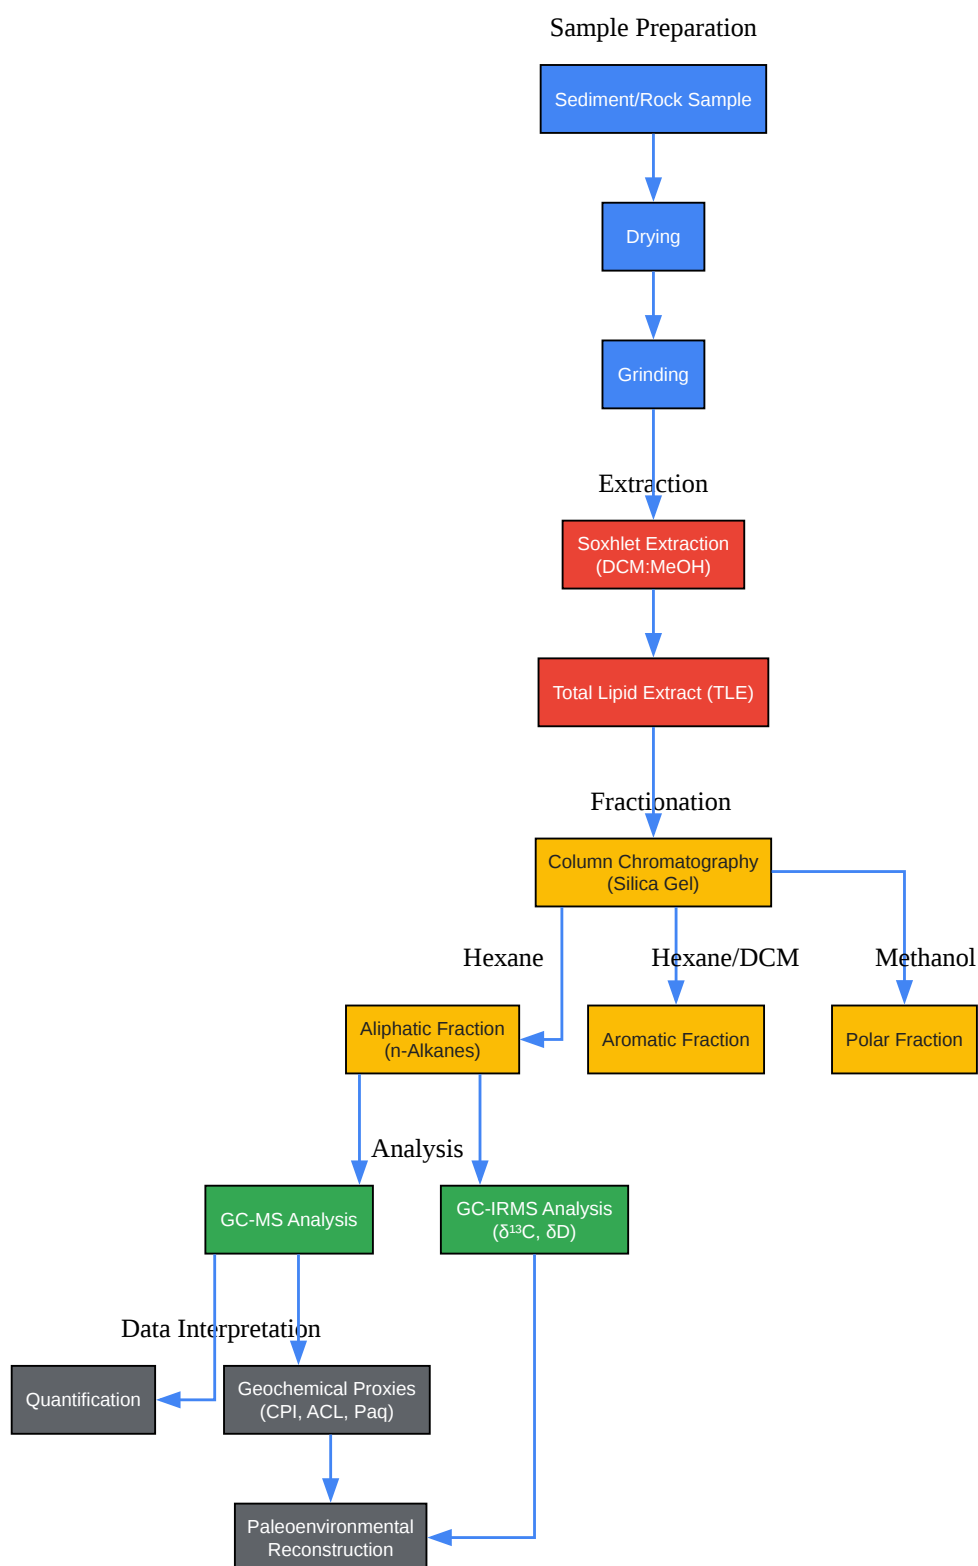 Sample Preparation
Sediment/Rock Sample
Drying
Grinding
Extraction
Soxhlet Extraction
(DCM:MeOH)
Total Lipid Extract (TLE)
Fractionation
Column Chromatography
(Silica Gel)
Hexane
Hexane/DCM
Methanol
Aliphatic Fraction
(n-Alkanes)
Aromatic Fraction
Polar Fraction
Analysis
GC-MS Analysis
GC-IRMS Analysis
(δ¹³C, δD)
Data Interpretation
Quantification
Geochemical Proxies
(CPI, ACL, Paq)
Paleoenvironmental
Reconstruction